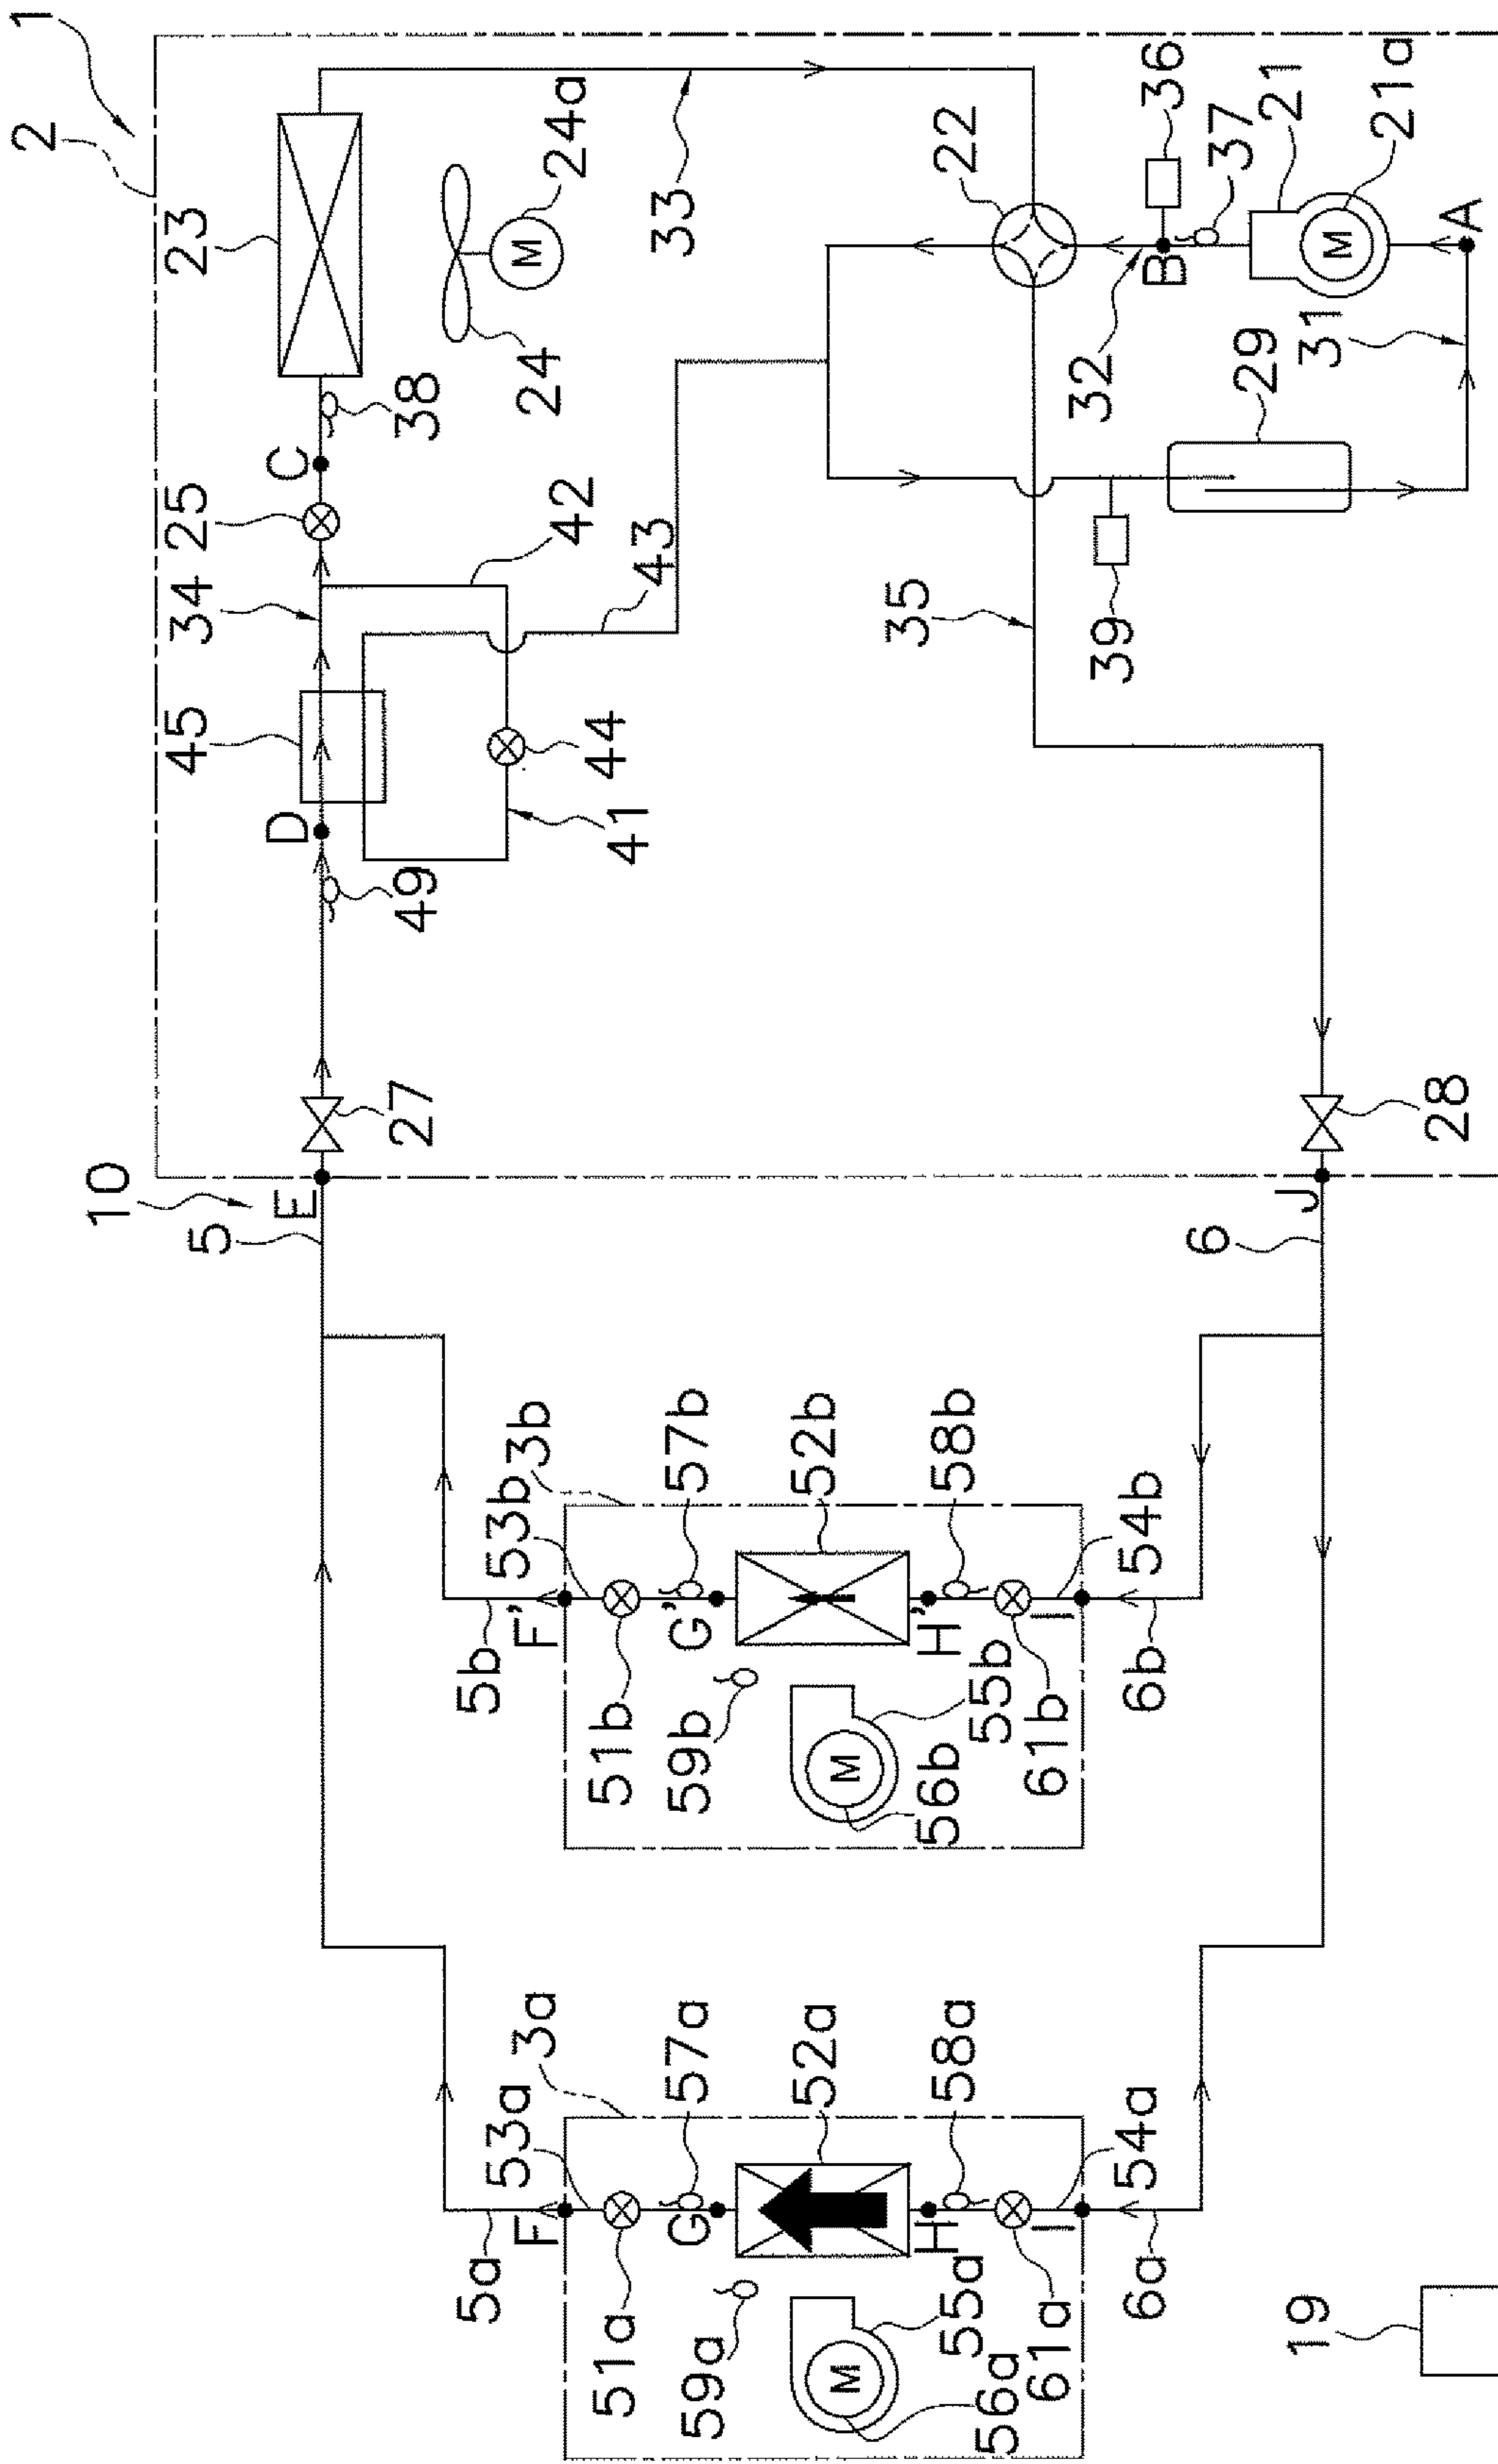 2
1
10
5
E
45
34
25
23
D
C
27
49
38
24
24a
M
42
5a
F
53a
3a
5b
F'
53b
3b
51a
57a
51b
57b
44
41
43
33
59a
G
59b
G'
M
52a
M
52b
35
22
56a
55a
H
58a
56b
55b
H'
58b
61a
I
54a
61b
I
54b
39
32
B
36
37
6a
6b
6
29
21
31
M
21a
19
J
28
A